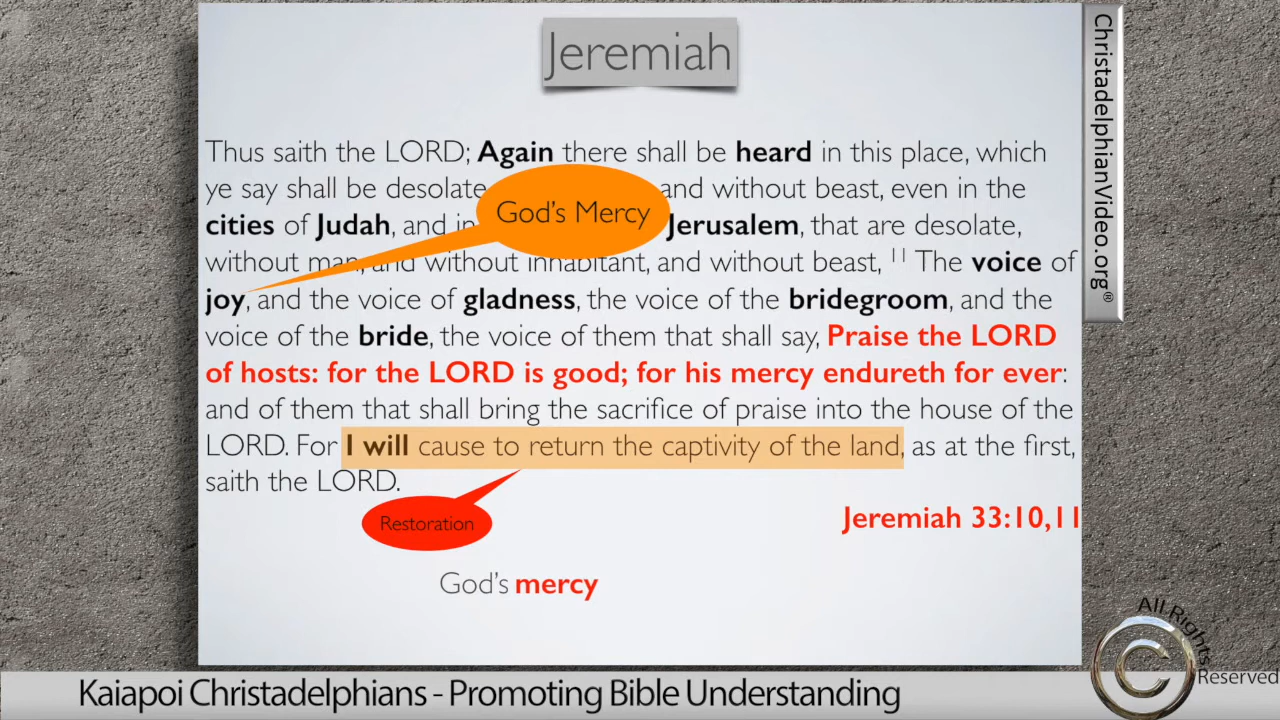 Jeremiah
Thus saith the LORD; Again there shall be heard in this place, which
ye say shall be desolate and without beast, even in the
God's Mercy
cities of Judah, and in Jerusalem, that are desolate,
without man, and without inhabitant, and without beast, 11 The voice of
joy, and the voice of gladness, the voice of the bridegroom, and the
voice of the bride, the voice of them that shall say, Praise the LORD
of hosts: for the LORD is good; for his mercy endureth for ever:
and of them that shall bring the sacrifice of praise into the house of the
LORD. For I will cause to return the captivity of the land, as at the first,
saith the LORD.
Restoration
Jeremiah 33:10,11
God's mercy
ChristadelphianVideo.org®
All Rights
C
Reserved
Kaiapoi Christadelphians - Promoting Bible Understanding